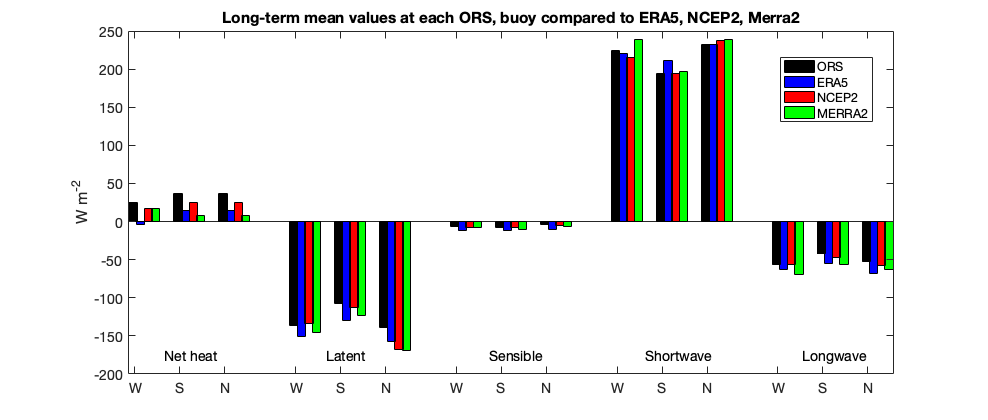 Long-term mean values at each ORS, buoy compared to ERA5, NCEP2, Merra2
250
200
150
100
50
0
-50
-100
-150
-200
W m-2
ORS
ERA5
NCEP2
MERRA2
Net heat Latent Sensible Shortwave Longwave
W S N W S N W S N W S N W S N